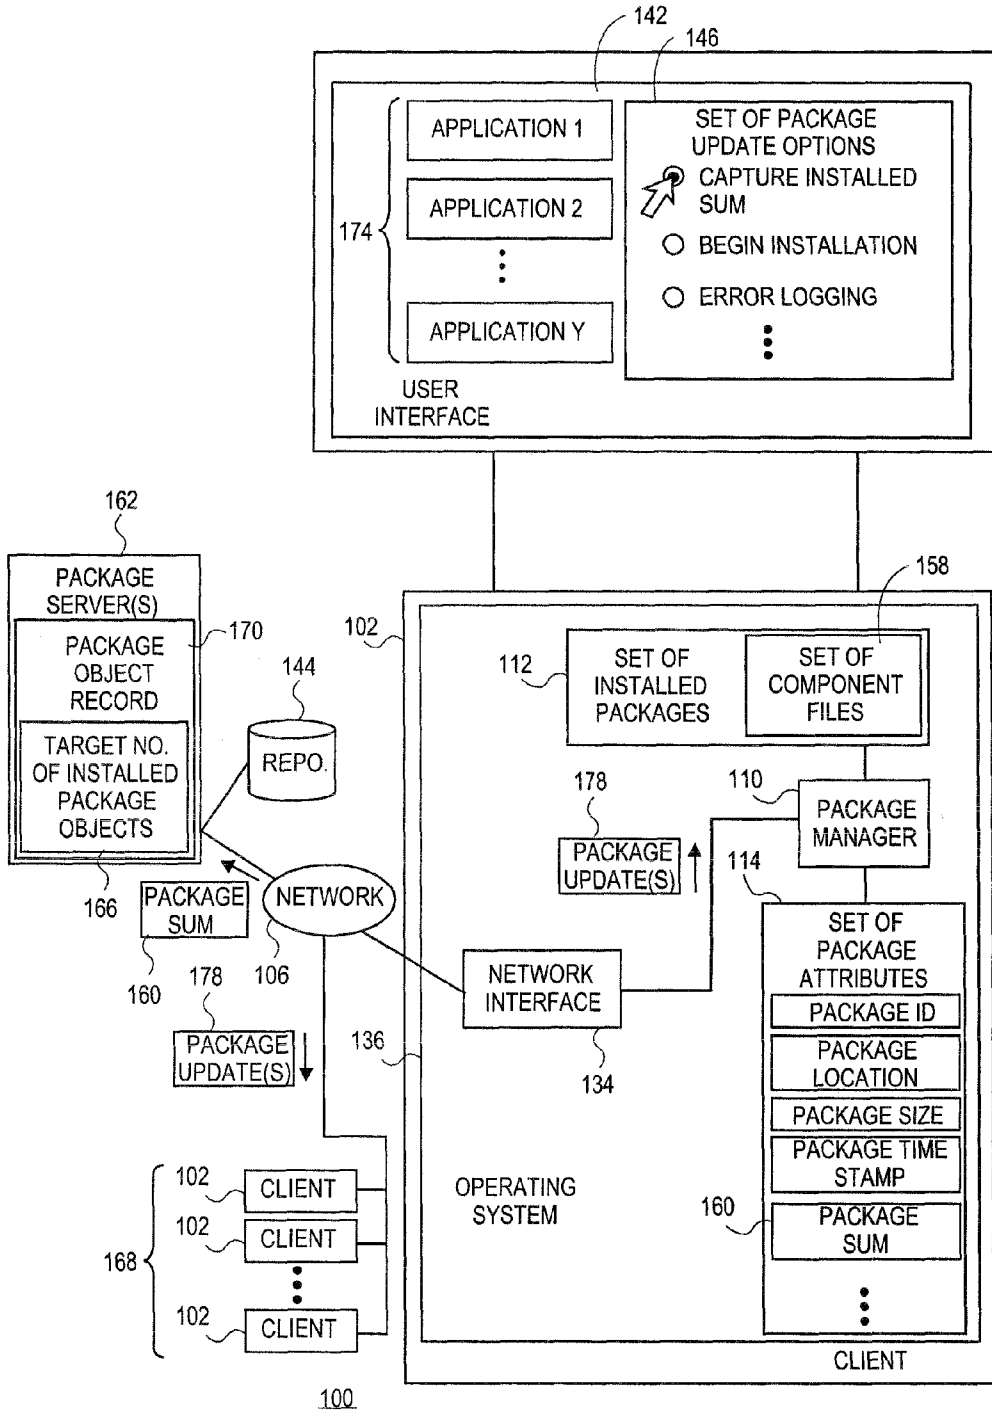 142
146
APPLICATION 1
APPLICATION 2
APPLICATION Y
174
USER
INTERFACE
SET OF PACKAGE
UPDATE OPTIONS
CAPTURE INSTALLED
SUM
BEGIN INSTALLATION
ERROR LOGGING
162
PACKAGE
SERVER(S)
170
PACKAGE
OBJECT
RECORD
TARGET NO.
OF INSTALLED
PACKAGE
OBJECTS
166
144
REPO.
PACKAGE
SUM
160
NETWORK
106
178
PACKAGE
UPDATE(S)
168
102
CLIENT
102
CLIENT
102
CLIENT
102
136
158
112
SET OF
INSTALLED
PACKAGES
SET OF
COMPONENT
FILES
110
PACKAGE
MANAGER
178
PACKAGE
UPDATE(S)
114
NETWORK
INTERFACE
134
SET OF
PACKAGE
ATTRIBUTES
PACKAGE ID
PACKAGE
LOCATION
PACKAGE SIZE
PACKAGE TIME
STAMP
160
PACKAGE
SUM
OPERATING
SYSTEM
CLIENT
100